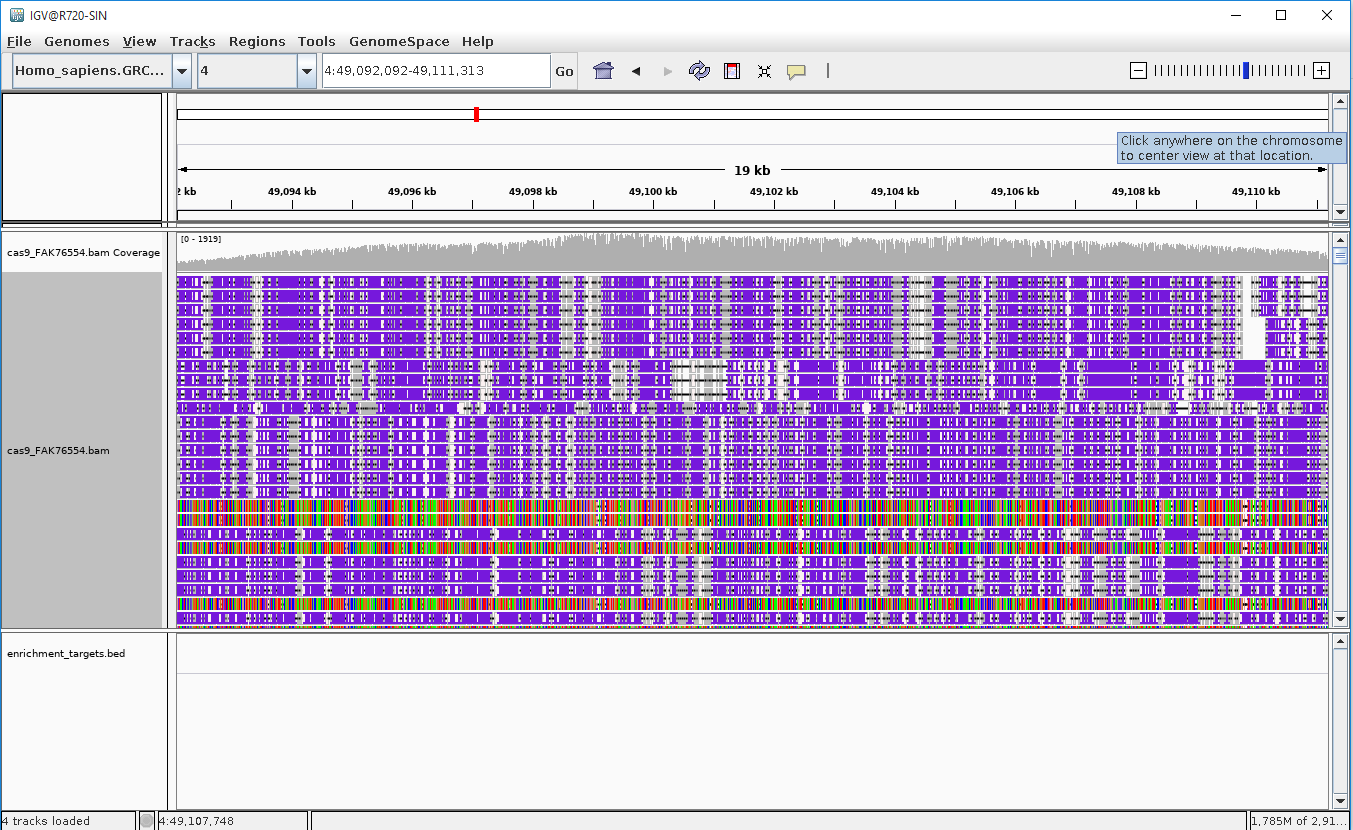 IGV@R720-SIN
File Genomes View Tracks Regions Tools GenomeSpace Help
Homo_sapiens.GRC... 4 4:49,092,092-49,111,313 Go
Click anywhere on the chromosome
to center view at that location.
19 kb
2 kb 49,094 kb 49,096 kb 49,098 kb 49,100 kb 49,102 kb 49,104 kb 49,106 kb 49,108 kb 49,110 kb
[0 - 1919]
cas9_FAK76554.bam Coverage
cas9_FAK76554.bam
enrichment_targets.bed
4 tracks loaded 4:49,107,748 1,785M of 2,91...